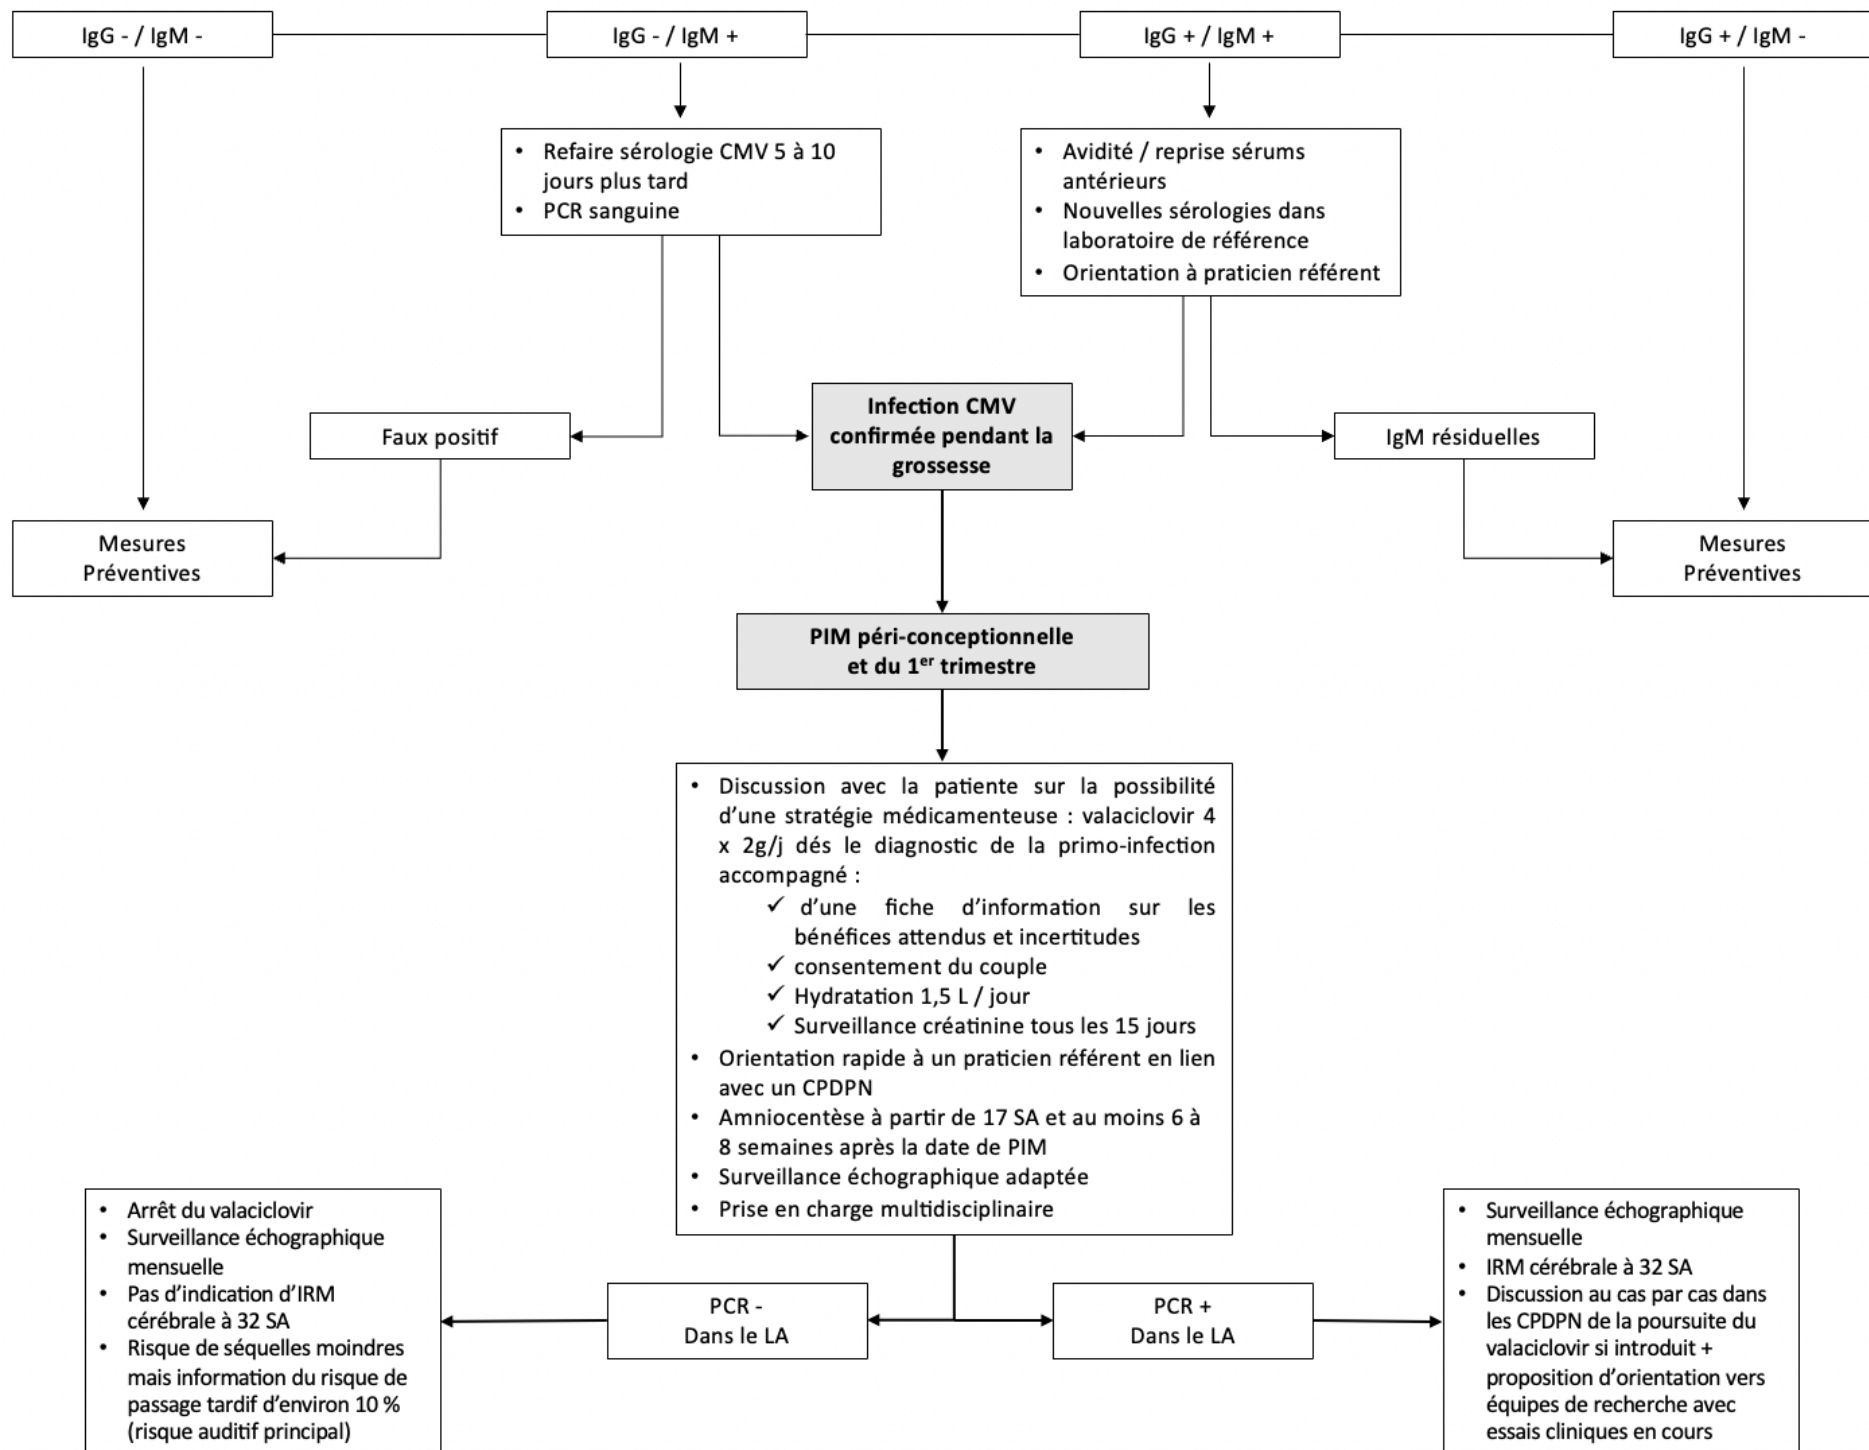 IgG - / IgM -
IgG - / IgM +
IgG + / IgM +
IgG + / IgM -
• Refaire sérologie CMV 5 à 10
jours plus tard
• PCR sanguine
• Avidité / reprise sérums
antérieurs
• Nouvelles sérologies dans
laboratoire de référence
• Orientation à praticien référent
Faux positif
Infection CMV
confirmée pendant la
grossesse
IgM résiduelles
Mesures
Préventives
Mesures
Préventives
PIM péri-conceptionnelle
et du 1er trimestre
• Discussion avec la patiente sur la possibilité
d’une stratégie médicamenteuse : valaciclovir 4
x 2g/j dés le diagnostic de la primo-infection
accompagné :
✓ d’une fiche d’information sur les
bénéfices attendus et incertitudes
✓ consentement du couple
✓ Hydratation 1,5 L / jour
✓ Surveillance créatinine tous les 15 jours
• Orientation rapide à un praticien référent en lien
avec un CPDPN
• Amniocentèse à partir de 17 SA et au moins 6 à
8 semaines après la date de PIM
• Surveillance échographique adaptée
• Prise en charge multidisciplinaire
• Arrêt du valaciclovir
• Surveillance échographique
mensuelle
• Pas d’indication d’IRM
cérébrale à 32 SA
• Risque de séquelles moindres
mais information du risque de
passage tardif d’environ 10 %
(risque auditif principal)
PCR -
Dans le LA
PCR +
Dans le LA
• Surveillance échographique
mensuelle
• IRM cérébrale à 32 SA
• Discussion au cas par cas dans
les CPDPN de la poursuite du
valaciclovir si introduit +
proposition d’orientation vers
équipes de recherche avec
essais cliniques en cours